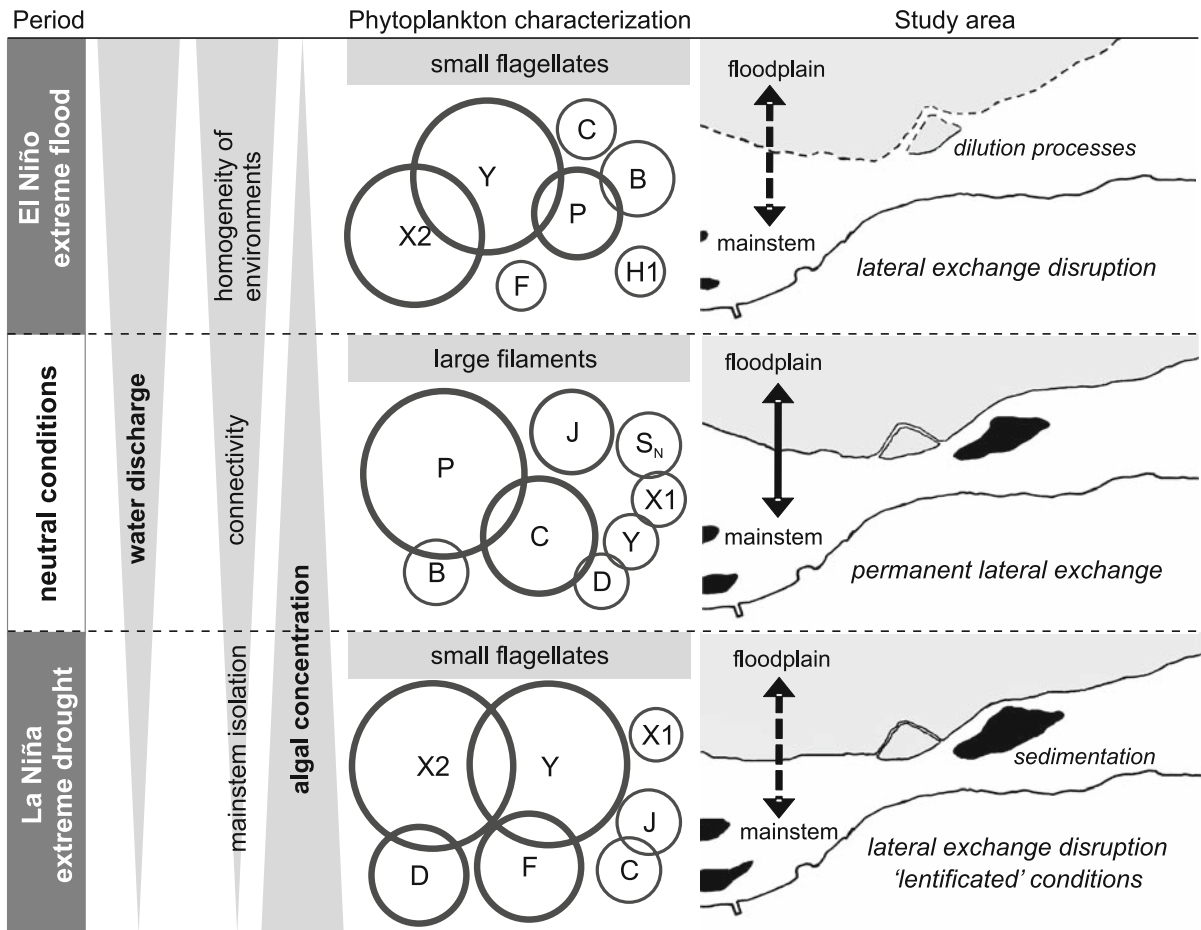 Period
Phytoplankton characterization
Study area
El Niño
extreme flood
water discharge
homogeneity of
environments
connectivity
mainstem isolation
algal concentration
small flagellates
C
Y
B
P
X2
H1
F
floodplain
dilution processes
mainstem
lateral exchange disruption
neutral conditions
large filaments
J
S_N
P
X1
C
Y
B
D
floodplain
mainstem
permanent lateral exchange
La Niña
extreme drought
small flagellates
X1
X2
Y
J
D
F
C
floodplain
sedimentation
mainstem
lateral exchange disruption
'lentificated' conditions